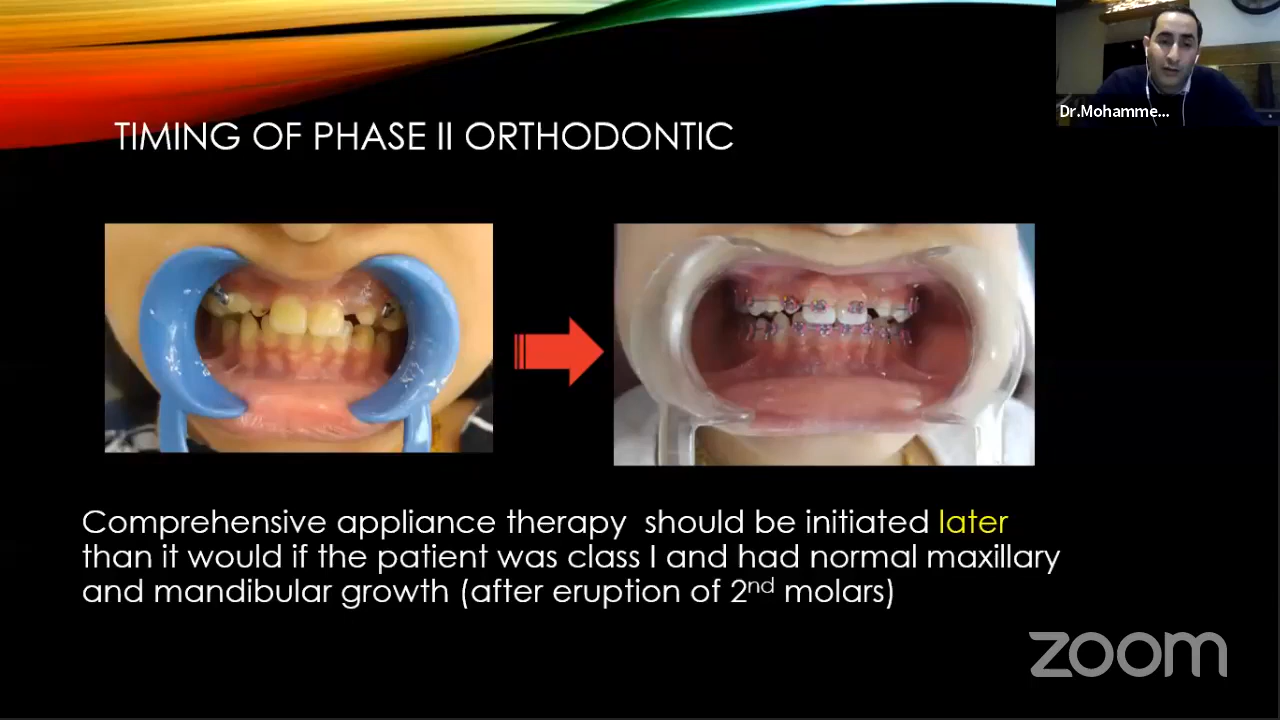 Dr.Mohamme...
TIMING OF PHASE II ORTHODONTIC
Comprehensive appliance therapy should be initiated later
than it would if the patient was class I and had normal maxillary
and mandibular growth (after eruption of 2nd molars)
zoom